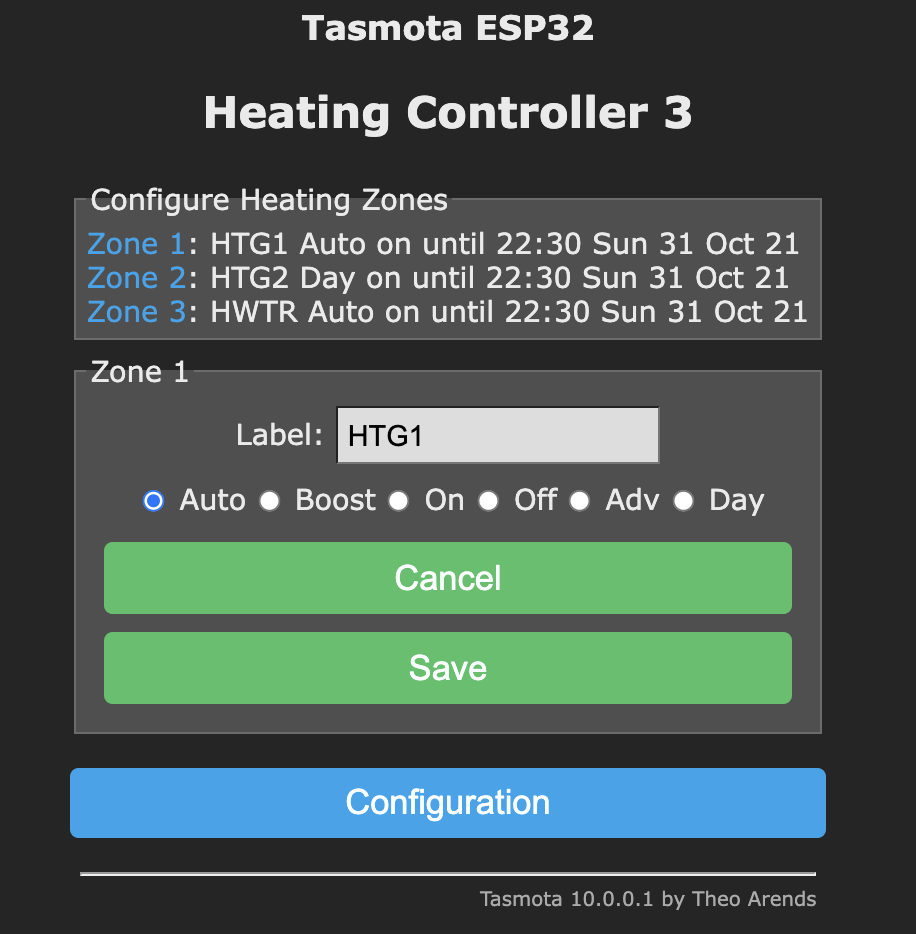 Tasmota ESP32
Heating Controller 3
Configure Heating Zones
Zone 1: HTG1 Auto on until 22:30 Sun 31 Oct 21
Zone 2: HTG2 Day on until 22:30 Sun 31 Oct 21
Zone 3: HWTR Auto on until 22:30 Sun 31 Oct 21
Zone 1
Label: HTG1
Auto Boost On Off Adv Day
Cancel
Save
Configuration
Tasmota 10.0.0.1 by Theo Arends